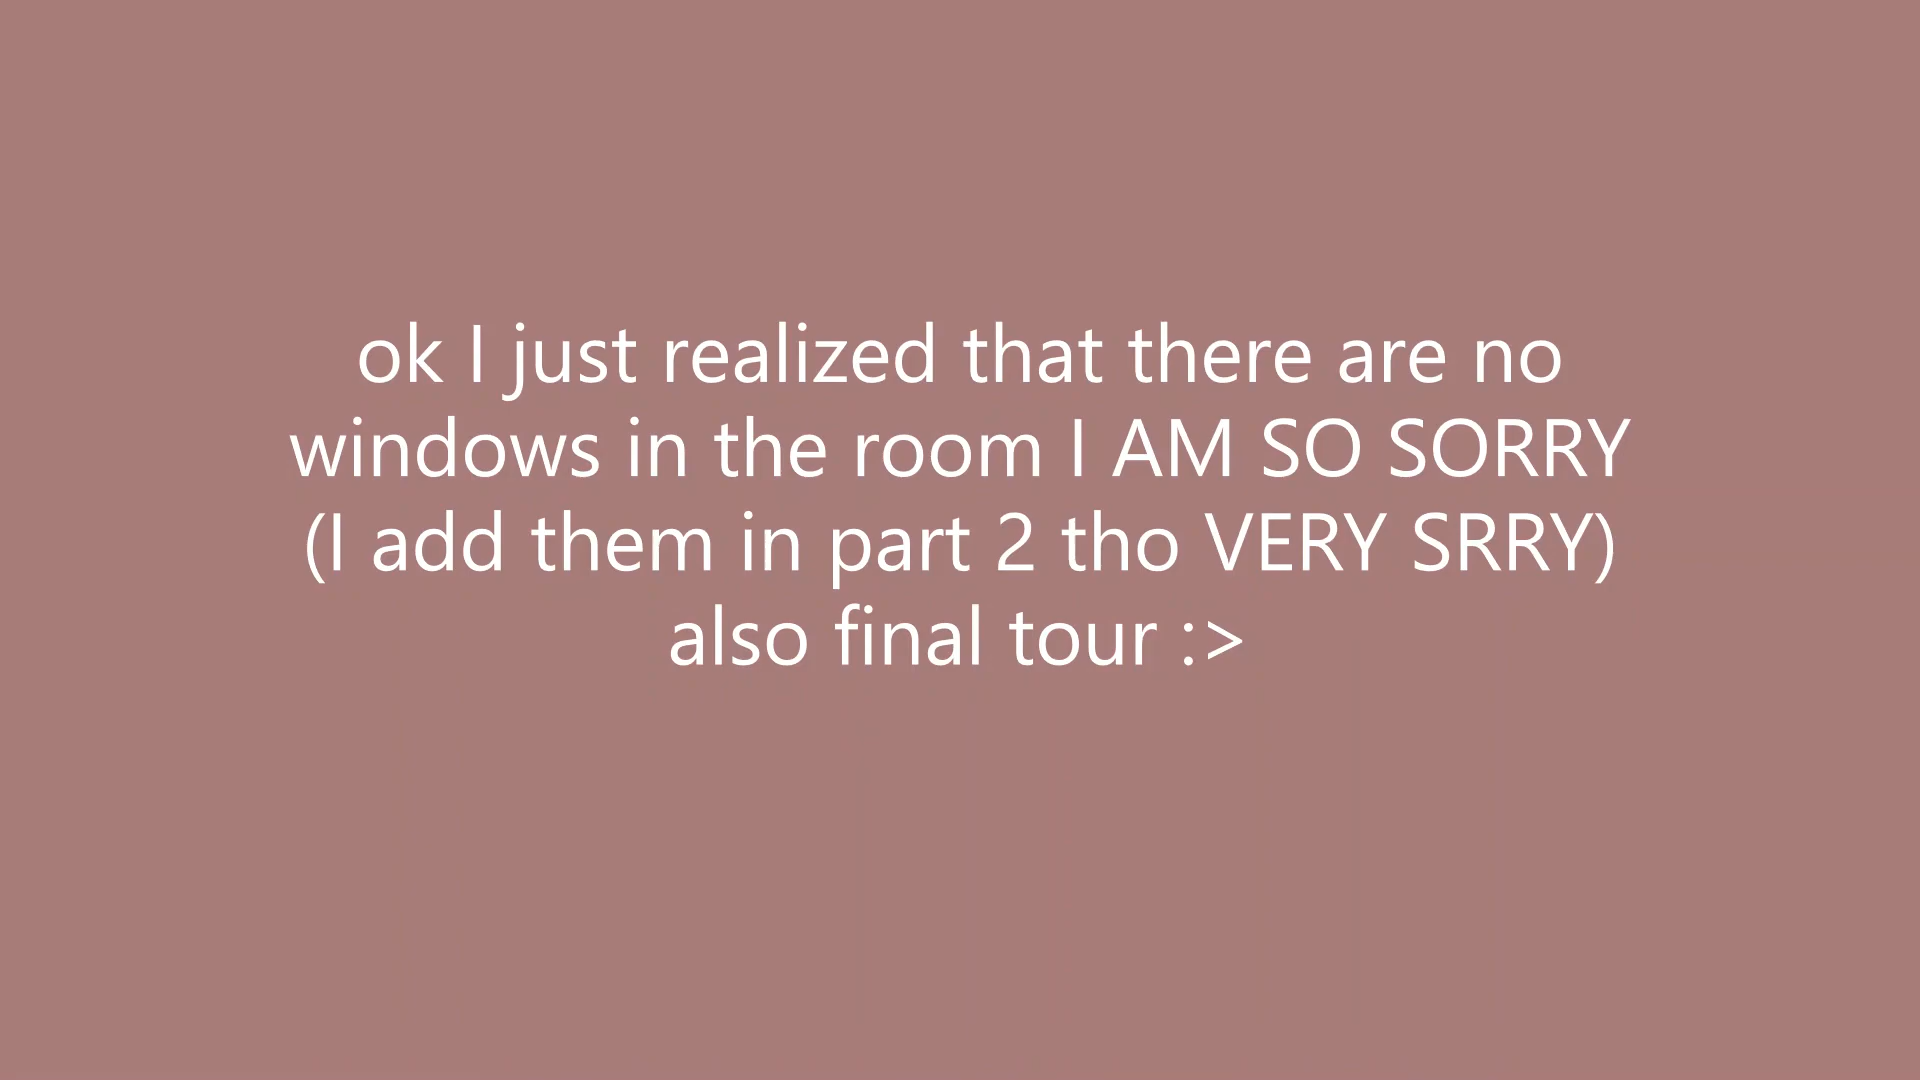 ok I just realized that there are no
windows in the room I AM SO SORRY
(I add them in part 2 tho VERY SRRY)
also final tour :>